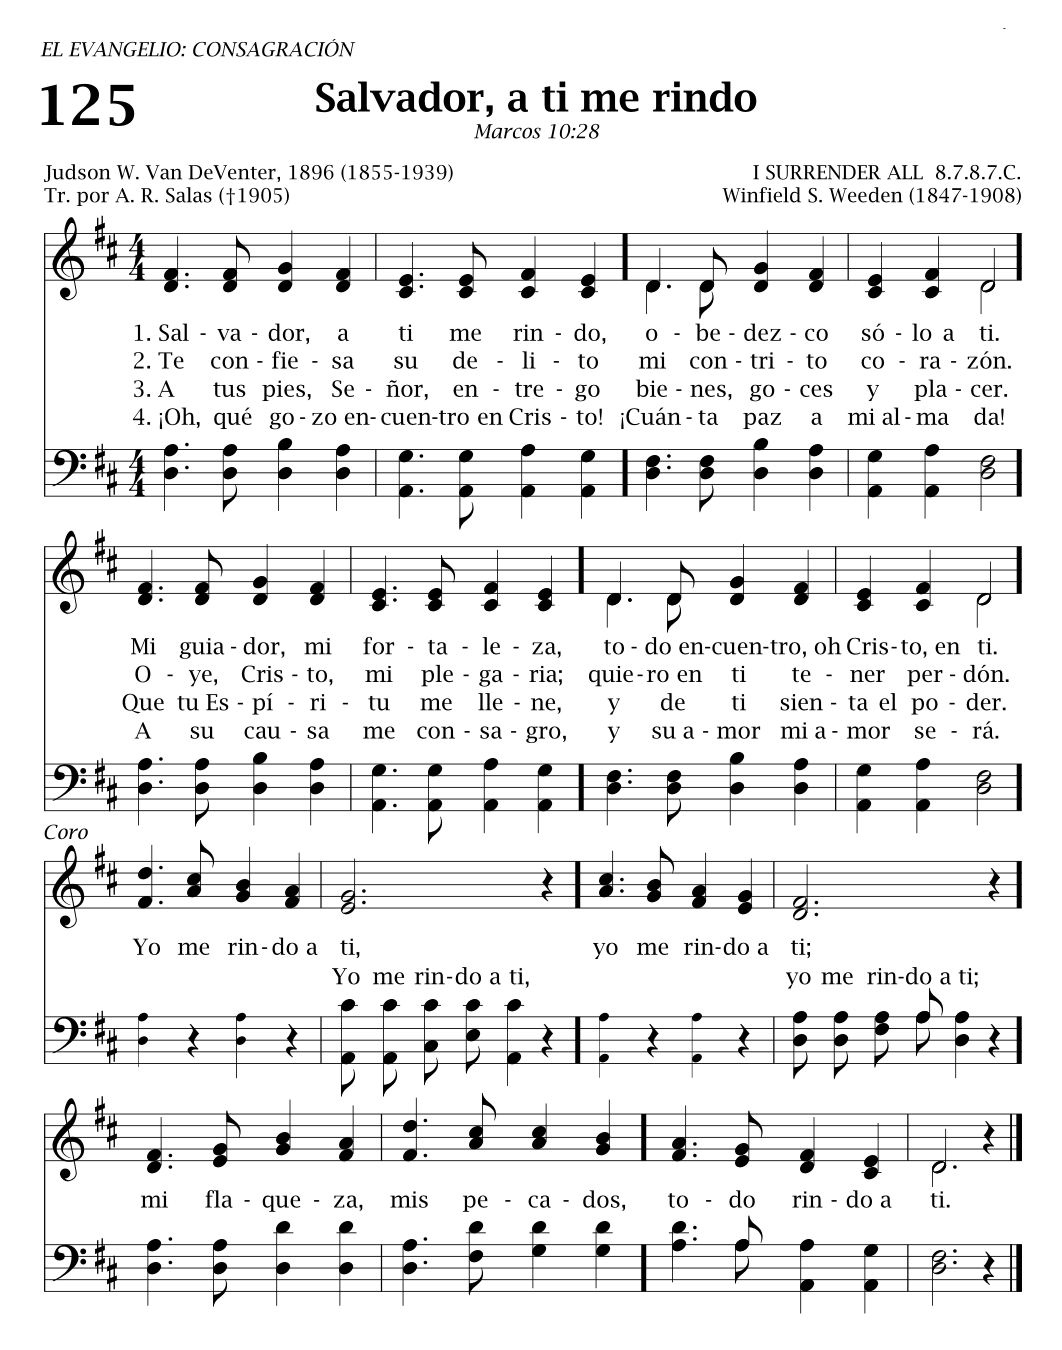 EL EVANGELIO: CONSAGRACIÓN
125
Salvador, a ti me rindo
Marcos 10:28
Judson W. Van DeVenter, 1896 (1855-1939)
I SURRENDER ALL 8.7.8.7.C.
Tr. por A. R. Salas (†1905)
Winfield S. Weeden (1847-1908)
1. Sal - va - dor, a ti me rin - do, o - be - dez - co só - lo a ti.
2. Te con - fie - sa su de - li - to mi con - tri - to co - ra - zón.
3. A tus pies, Se - ñor, en - tre - go bie - nes, go - ces y pla - cer.
4. ¡Oh, qué go - zo en - cuen - tro en Cris - to! ¡Cuán - ta paz a mi al - ma da!
Mi guia - dor, mi for - ta - le - za, to - do en - cuen - tro, oh Cris - to, en ti.
O - ye, Cris - to, mi ple - ga - ria; quie - ro en ti te - ner per - dón.
Que tu Es - pí - ri - tu me lle - ne, y de ti sien - ta el po - der.
A su cau - sa me con - sa - gro, y su a - mor mi a - mor se - rá.
Coro
Yo me rin - do a ti, yo me rin - do a ti;
Yo me rin - do a ti, yo me rin - do a ti;
mi fla - que - za, mis pe - ca - dos, to - do rin - do a ti.